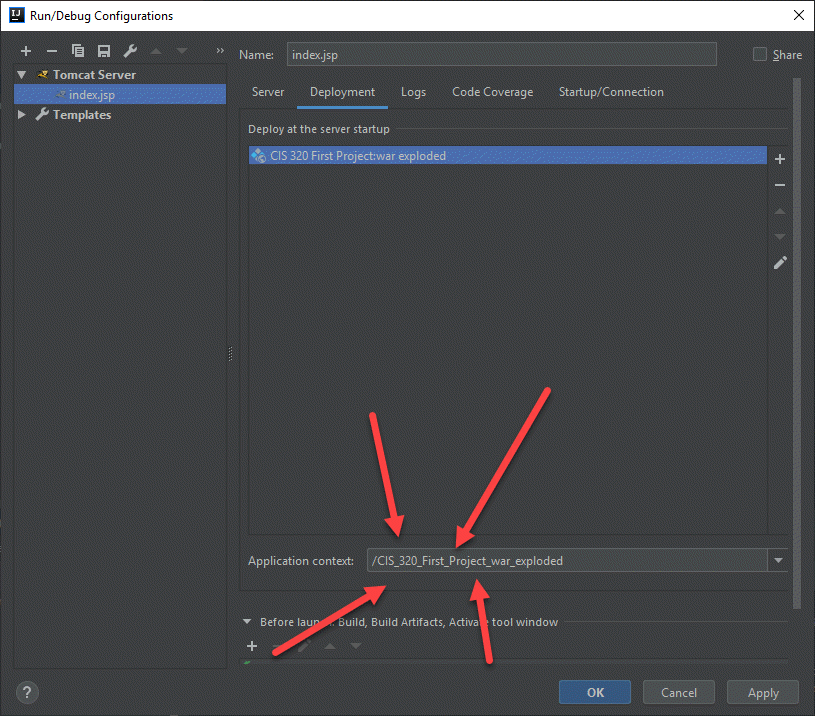 Run/Debug Configurations
Name: index.jsp Share
Tomcat Server
index.jsp
Templates
Server Deployment Logs Code Coverage Startup/Connection
Deploy at the server startup
CIS 320 First Project:war exploded
Application context: /CIS_320_First_Project_war_exploded
Before launch: Build, Build Artifacts, Activate tool window
? OK Cancel Apply